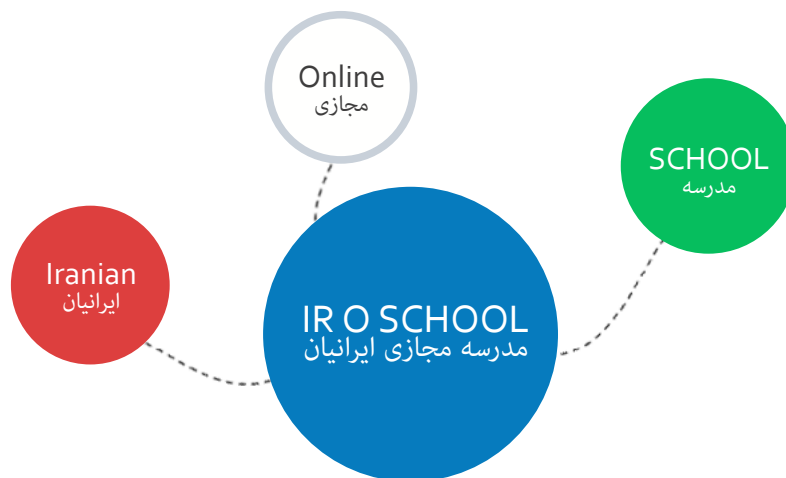 Online
مجازی
SCHOOL
مدرسه
Iranian
ایرانیان
IR O SCHOOL
مدرسه مجازی ایرانیان